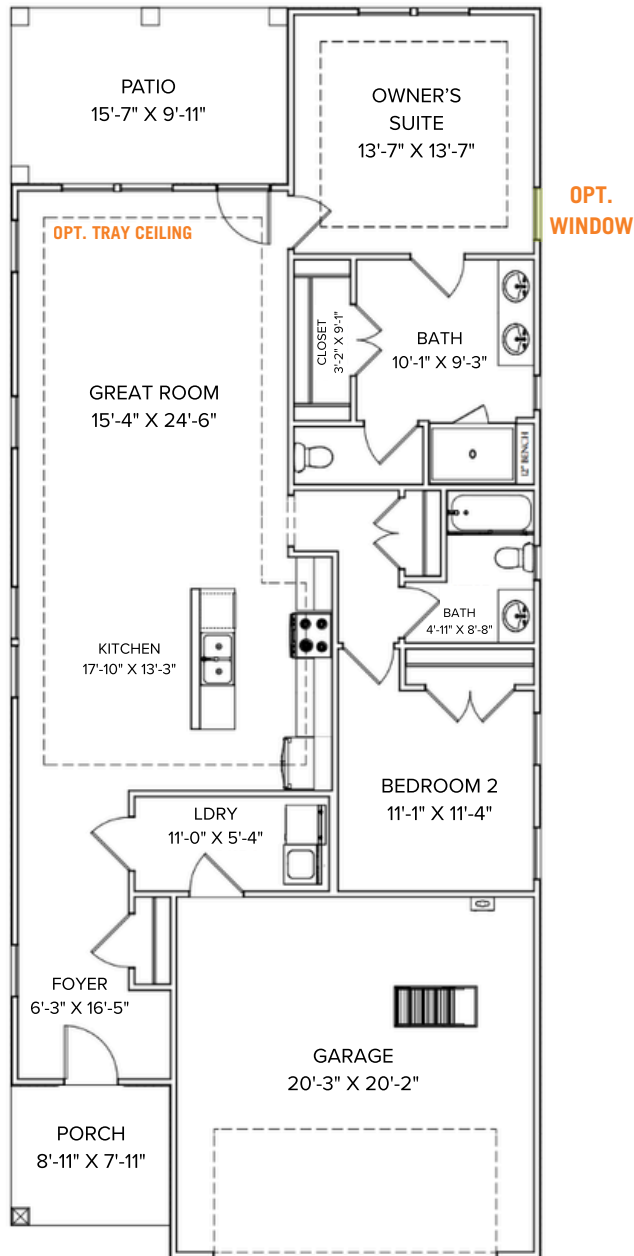 PATIO
15'-7" X 9'-11"
OWNER'S
SUITE
13'-7" X 13'-7"
OPT.
WINDOW
OPT. TRAY CEILING
CLOSET
3'-2" X 9'-1"
BATH
10'-1" X 9'-3"
GREAT ROOM
15'-4" X 24'-6"
12" BENCH
BATH
4'-11" X 8'-8"
KITCHEN
17'-10" X 13'-3"
BEDROOM 2
11'-1" X 11'-4"
LDRY
11'-0" X 5'-4"
FOYER
6'-3" X 16'-5"
GARAGE
20'-3" X 20'-2"
PORCH
8'-11" X 7'-11"